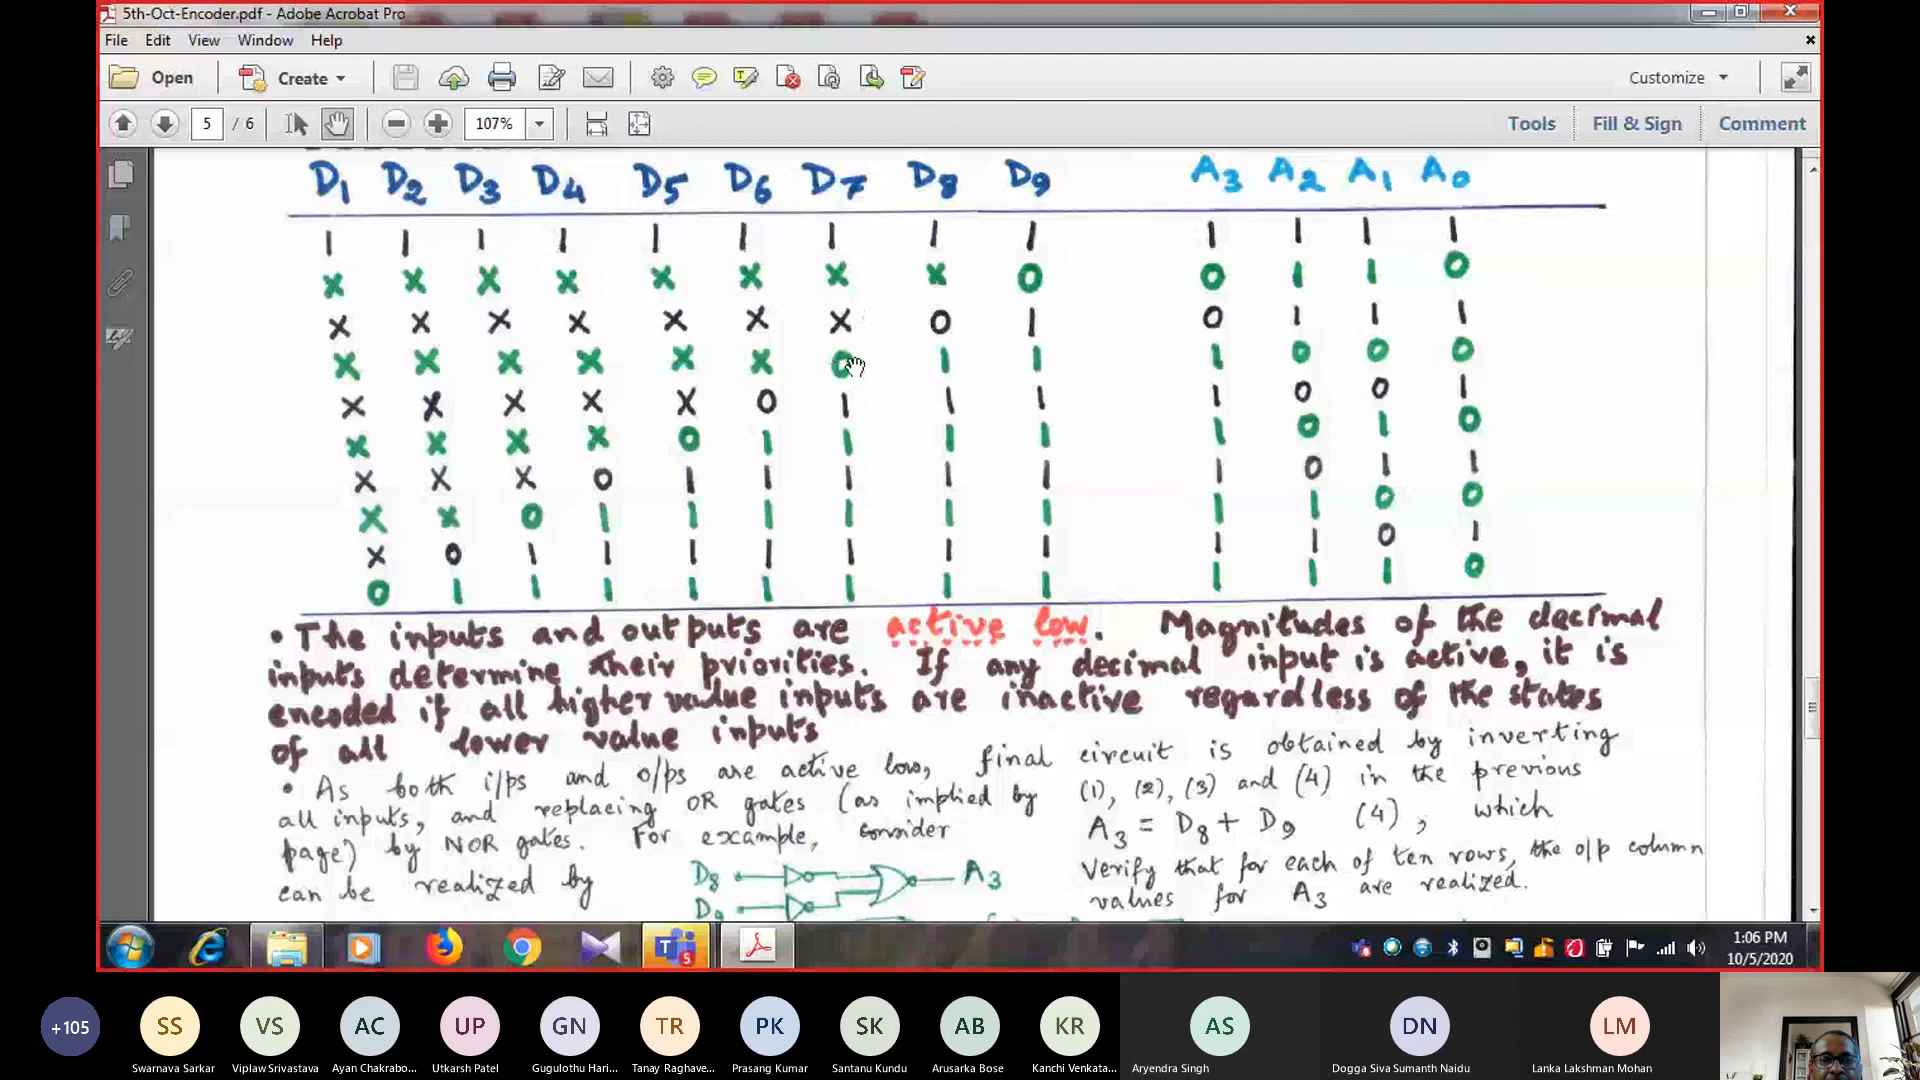 5th-Oct-Encoder.pdf - Adobe Acrobat Pro
File Edit View Window Help
Open Create Customize
5 / 6 107% Tools Fill & Sign Comment
D1 D2 D3 D4 D5 D6 D7 D8 D9 A3 A2 A1 A0
1 1 1 1 1 1 1 1 1 1 1 1 1
x x x x x x x x 0 0 1 1 0
x x x x x x x 0 1 0 1 1 1
x x x x x x 0 1 1 1 0 0 0
x x x x x 0 1 1 1 1 0 0 1
x x x x 0 1 1 1 1 1 0 1 0
x x x 0 1 1 1 1 1 1 0 1 1
x x 0 1 1 1 1 1 1 1 1 0 0
x 0 1 1 1 1 1 1 1 1 1 0 1
0 1 1 1 1 1 1 1 1 1 1 1 0
• The inputs and outputs are active low. Magnitudes of the decimal
inputs determine their priorities. If any decimal input is active, it is
encoded if all higher value inputs are inactive regardless of the states
of all lower value inputs
• As both i/ps and o/ps are active low, final circuit is obtained by inverting
all inputs, and replacing OR gates (as implied by (1), (2), (3) and (4) in the previous
page) by NOR gates. For example, consider A3 = D8 + D9 (4), which
can be realized by
D8 A3
D9
Verify that for each of ten rows, the o/p column
values for A3 are realized.
5
1:06 PM
10/5/2020
+105 SS VS AC UP GN TR PK SK AB KR AS DN LM
Swarnava Sarkar Viplaw Srivastava Ayan Chakrabo... Utkarsh Patel Gugulothu Hari... Tanay Raghave... Prasang Kumar Santanu Kundu Arusarka Bose Kanchi Venkata... Aryendra Singh Dogga Siva Sumanth Naidu Lanka Lakshman Mohan